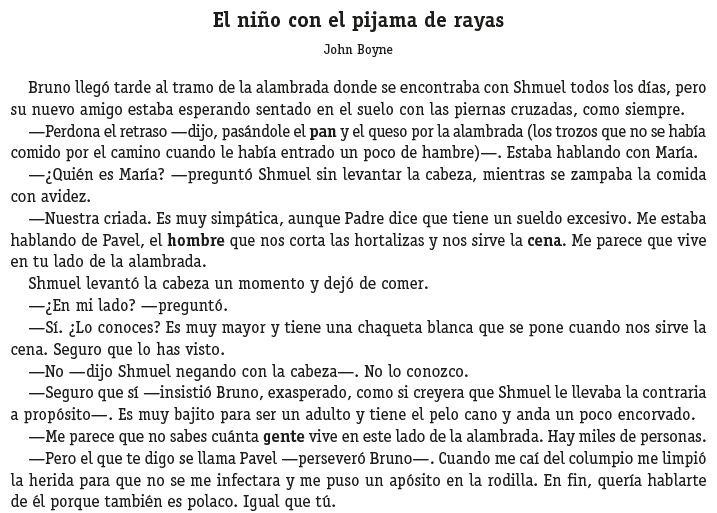 El niño con el pijama de rayas
John Boyne
Bruno llegó tarde al tramo de la alambrada donde se encontraba con Shmuel todos los días, pero
su nuevo amigo estaba esperando sentado en el suelo con las piernas cruzadas, como siempre.
—Perdona el retraso —dijo, pasándole el pan y el queso por la alambrada (los trozos que no se había
comido por el camino cuando le había entrado un poco de hambre)—. Estaba hablando con María.
—¿Quién es María? —preguntó Shmuel sin levantar la cabeza, mientras se zampaba la comida
con avidez.
—Nuestra criada. Es muy simpática, aunque Padre dice que tiene un sueldo excesivo. Me estaba
hablando de Pavel, el hombre que nos corta las hortalizas y nos sirve la cena. Me parece que vive
en tu lado de la alambrada.
Shmuel levantó la cabeza un momento y dejó de comer.
—¿En mi lado? —preguntó.
—Sí. ¿Lo conoces? Es muy mayor y tiene una chaqueta blanca que se pone cuando nos sirve la
cena. Seguro que lo has visto.
—No —dijo Shmuel negando con la cabeza—. No lo conozco.
—Seguro que sí —insistió Bruno, exasperado, como si creyera que Shmuel le llevaba la contraria
a propósito—. Es muy bajito para ser un adulto y tiene el pelo cano y anda un poco encorvado.
—Me parece que no sabes cuánta gente vive en este lado de la alambrada. Hay miles de personas.
—Pero el que te digo se llama Pavel —perseveró Bruno—. Cuando me caí del columpio me limpió
la herida para que no se me infectara y me puso un apósito en la rodilla. En fin, quería hablarte
de él porque también es polaco. Igual que tú.